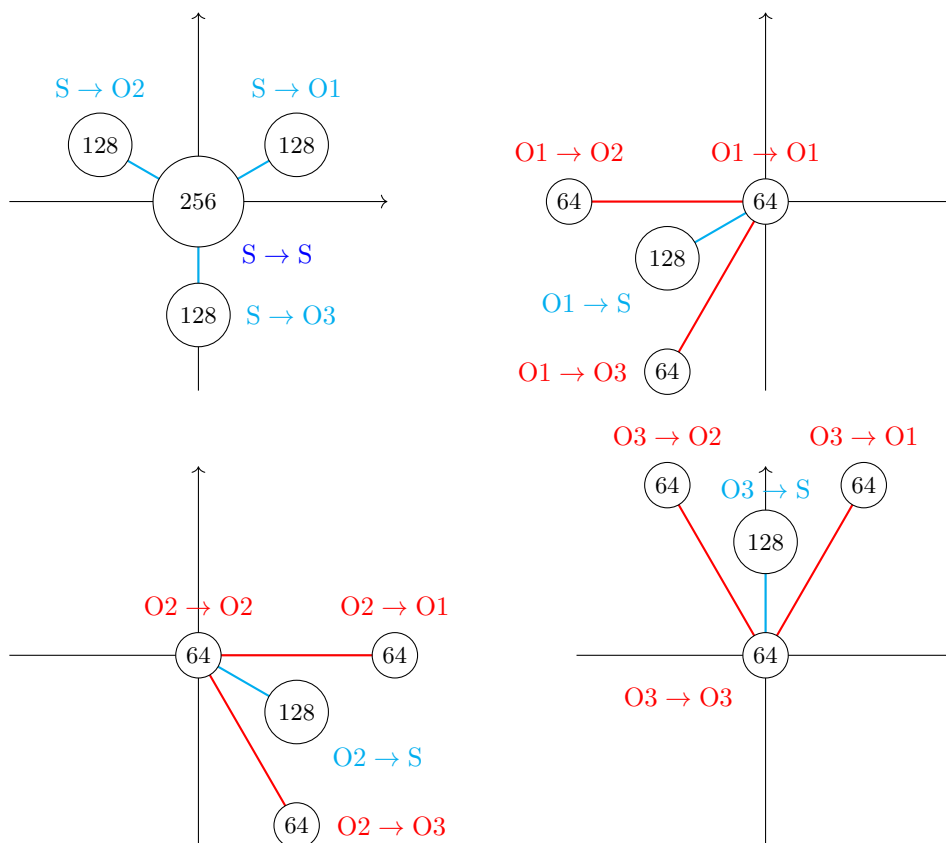 S → O2
S → O1
128
128
256
S → S
128
S → O3
O1 → O2
O1 → O1
64
64
128
O1 → S
O1 → O3
64
O2 → O2
O2 → O1
64
64
128
O2 → S
64
O2 → O3
O3 → O2
O3 → O1
64
O3 → S
64
128
64
O3 → O3